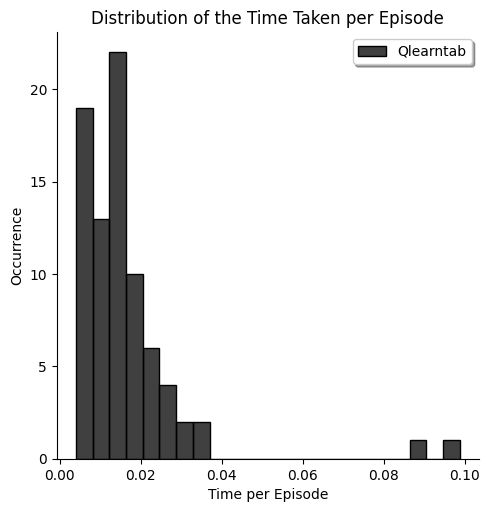 Distribution of the Time Taken per Episode
Qlearntab
Occurrence
20
15
10
5
0
0.00 0.02 0.04 0.06 0.08 0.10
Time per Episode